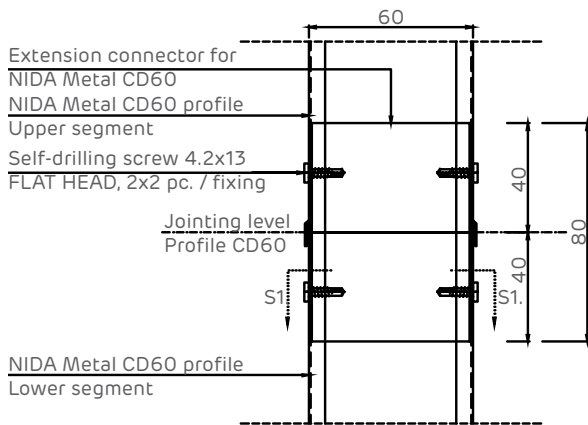 60
Extension connector for
NIDA Metal CD60
NIDA Metal CD60 profile
Upper segment
Self-drilling screw 4.2x13
FLAT HEAD, 2x2 pc. / fixing
40
80
Jointing level
Profile CD60
40
S1
S1.
NIDA Metal CD60 profile
Lower segment